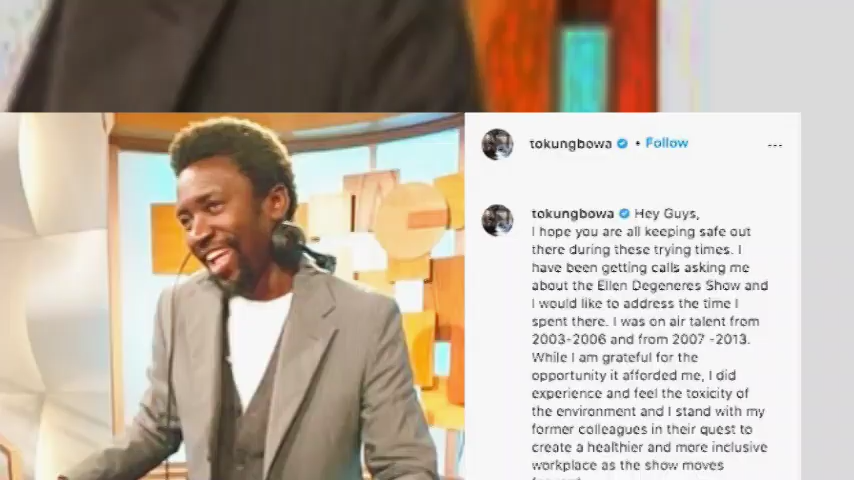 tokungbowa • Follow
tokungbowa Hey Guys,
I hope you are all keeping safe out
there during these trying times. I
have been getting calls asking me
about the Ellen Degeneres Show and
I would like to address the time I
spent there. I was on air talent from
2003-2006 and from 2007 -2013.
While I am grateful for the
opportunity it afforded me, I did
experience and feel the toxicity of
the environment and I stand with my
former colleagues in their quest to
create a healthier and more inclusive
workplace as the show moves